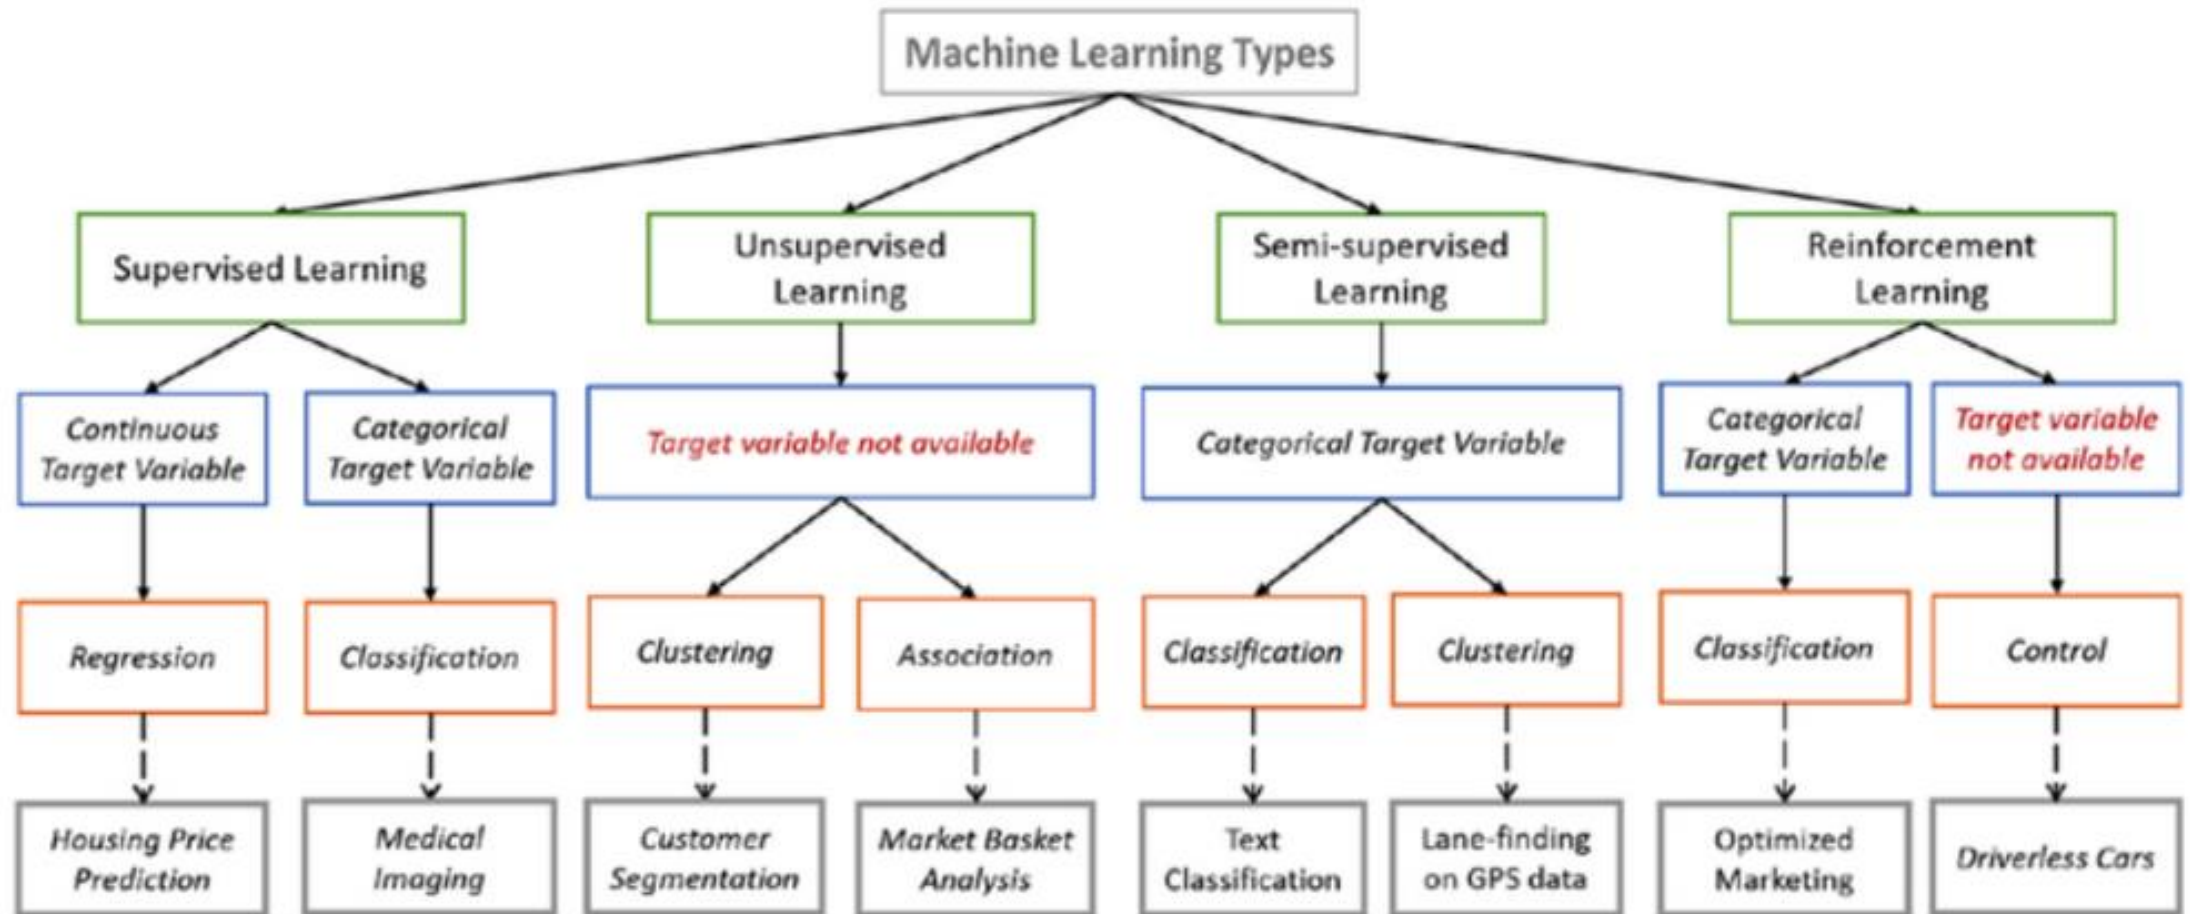 Machine Learning Types
Supervised Learning
Unsupervised
Learning
Semi-supervised
Learning
Reinforcement
Learning
Continuous
Target Variable
Categorical
Target Variable
Target variable not available
Categorical Target Variable
Categorical
Target Variable
Target variable
not available
Regression
Classification
Clustering
Association
Classification
Clustering
Classification
Control
Housing Price
Prediction
Medical
Imaging
Customer
Segmentation
Market Basket
Analysis
Text
Classification
Lane-finding
on GPS data
Optimized
Marketing
Driverless Cars